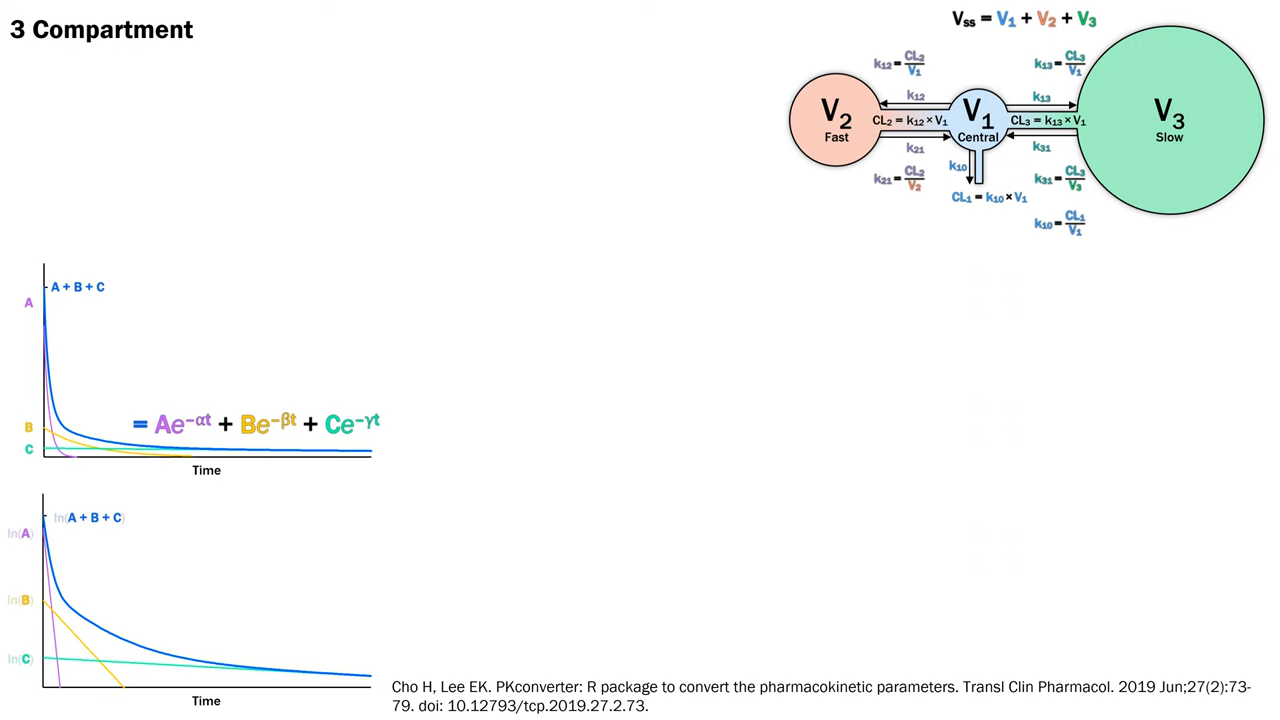 3 Compartment
Vss = V1 + V2 + V3
k12 = CL2/V1
k13 = CL3/V1
k12
k13
V2
Fast
CL2 = k12 × V1
V1
Central
CL3 = k13 × V1
V3
Slow
k21
k31
k10
k21 = CL2/V2
k31 = CL3/V3
CL1 = k10 × V1
k10 = CL1/V1
A + B + C
A
B
C
= Ae^−αt + Be^−βt + Ce^−γt
Time
ln(A + B + C)
ln(A)
ln(B)
ln(C)
Time
Cho H, Lee EK. PKconverter: R package to convert the pharmacokinetic parameters. Transl Clin Pharmacol. 2019 Jun;27(2):73-
79. doi: 10.12793/tcp.2019.27.2.73.